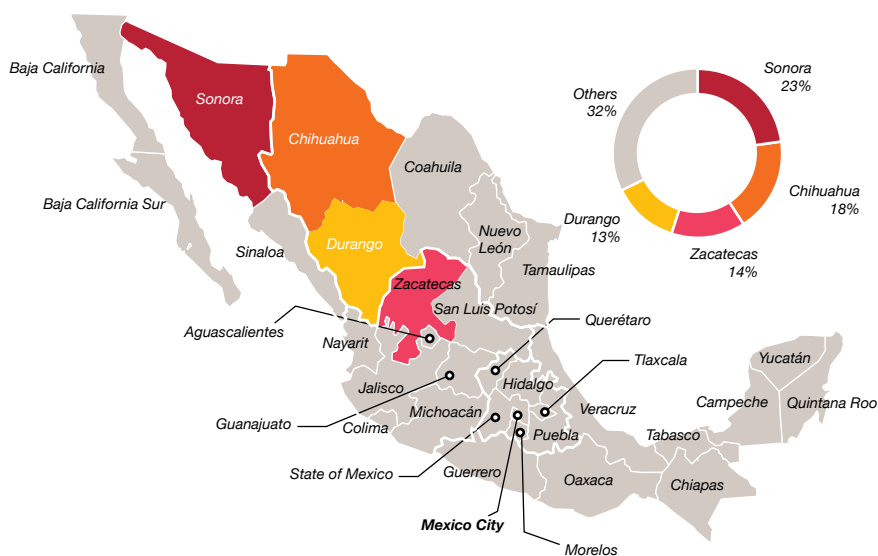 Baja California
Sonora
Chihuahua
Coahuila
Baja California Sur
Sinaloa
Durango
Nuevo
León
Tamaulipas
Zacatecas
San Luis Potosí
Aguascalientes
Nayarit
Querétaro
Tlaxcala
Jalisco
Hidalgo
Guanajuato
Michoacán
Veracruz
Colima
Puebla
State of Mexico
Guerrero
Mexico City
Morelos
Oaxaca
Tabasco
Chiapas
Campeche
Yucatán
Quintana Roo
Others
32%
Sonora
23%
Chihuahua
18%
Zacatecas
14%
Durango
13%